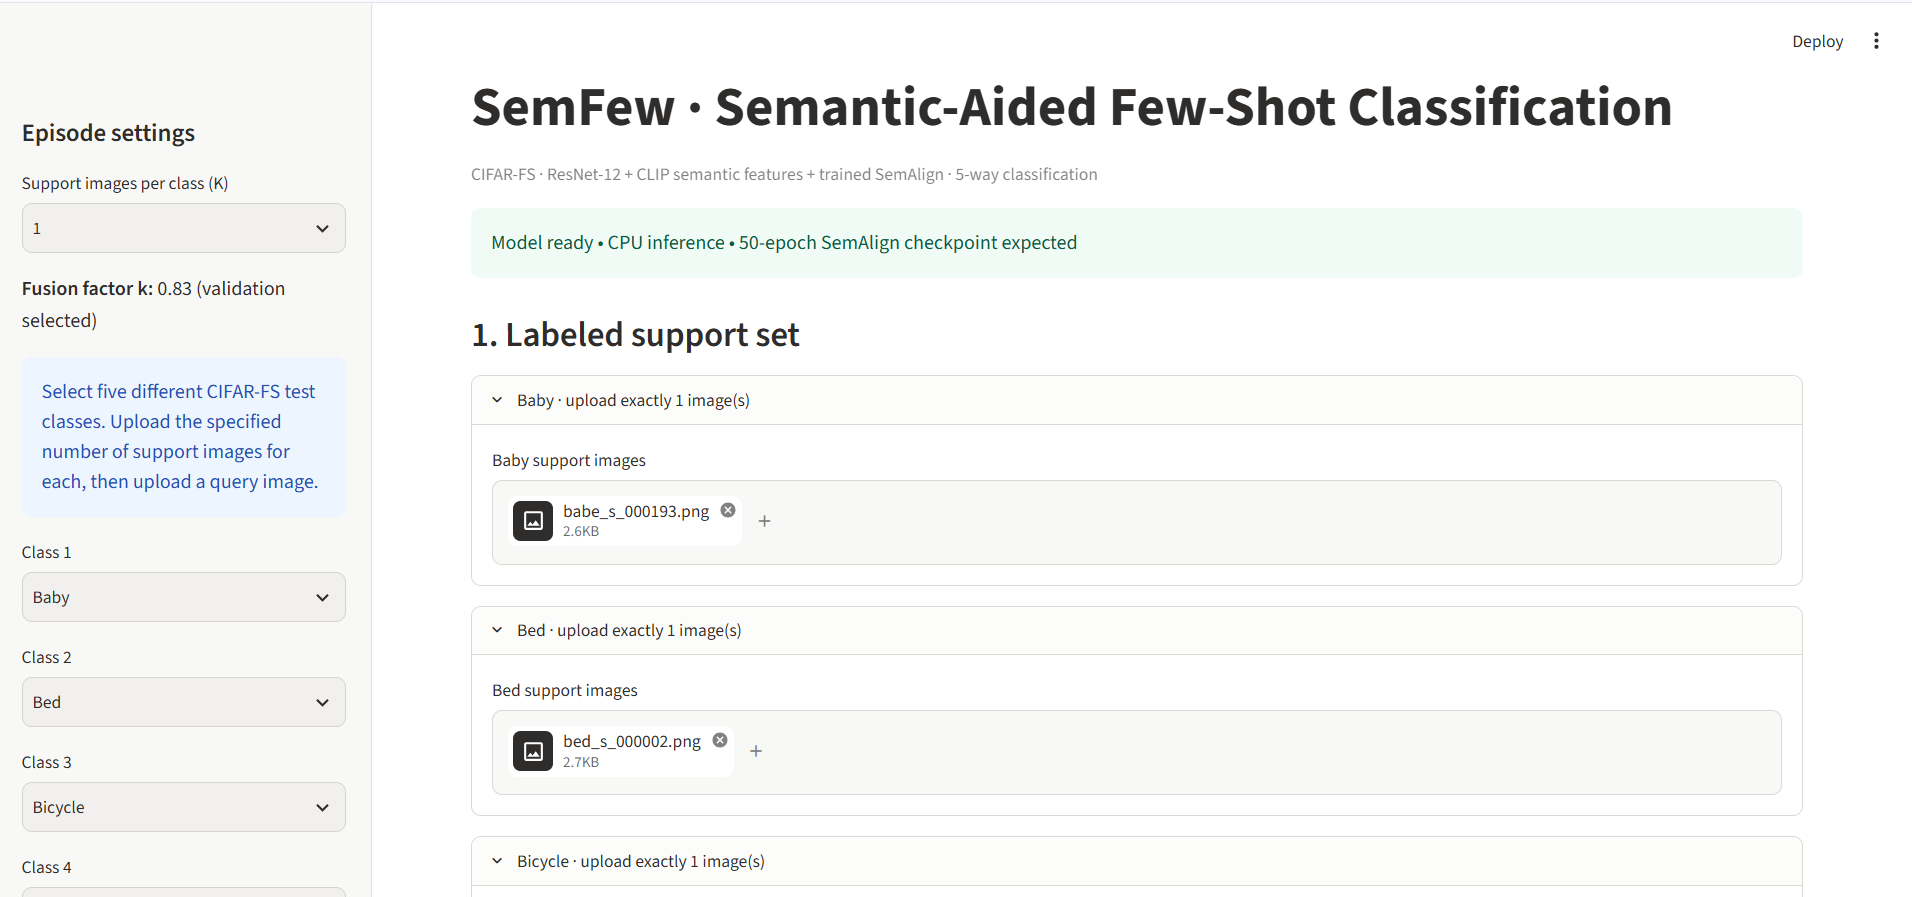 Deploy
Episode settings
Support images per class (K)
1
Fusion factor k: 0.83 (validation
selected)
Select five different CIFAR-FS test
classes. Upload the specified
number of support images for
each, then upload a query image.
Class 1
Baby
Class 2
Bed
Class 3
Bicycle
Class 4
SemFew · Semantic-Aided Few-Shot Classification
CIFAR-FS · ResNet-12 + CLIP semantic features + trained SemAlign · 5-way classification
Model ready • CPU inference • 50-epoch SemAlign checkpoint expected
1. Labeled support set
Baby · upload exactly 1 image(s)
Baby support images
babe_s_000193.png
2.6KB
Bed · upload exactly 1 image(s)
Bed support images
bed_s_000002.png
2.7KB
Bicycle · upload exactly 1 image(s)